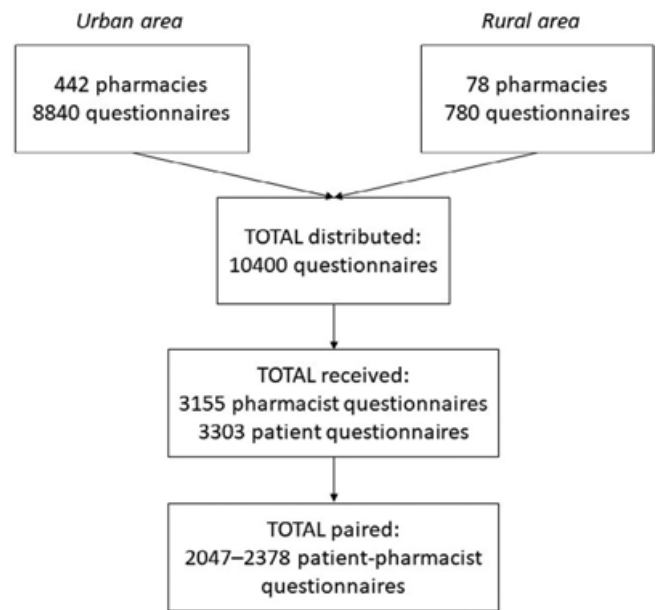 Urban area
Rural area
442 pharmacies
8840 questionnaires
78 pharmacies
780 questionnaires
TOTAL distributed:
10400 questionnaires
TOTAL received:
3155 pharmacist questionnaires
3303 patient questionnaires
TOTAL paired:
2047–2378 patient-pharmacist
questionnaires